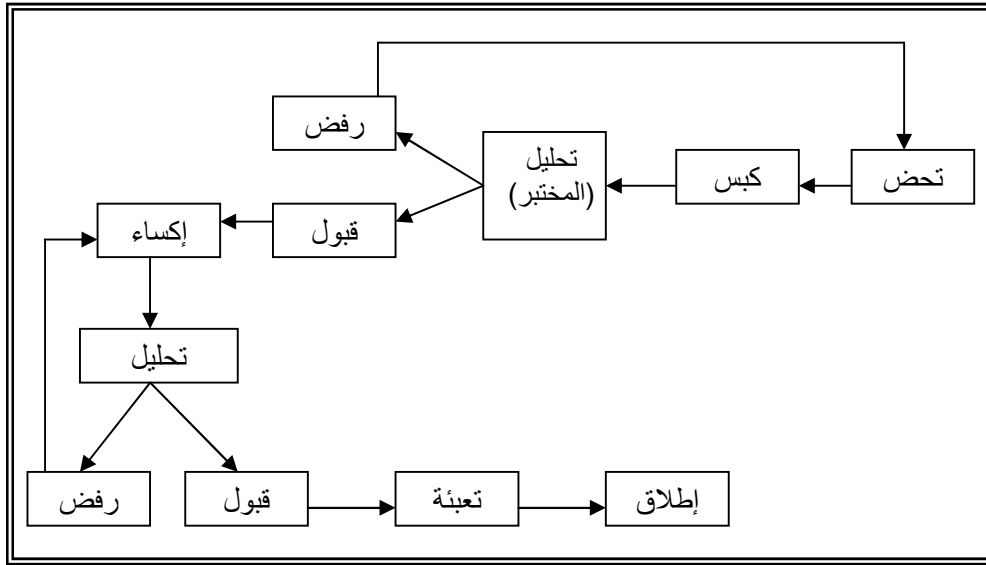 رفض
تحض
كبس
تحليل
(المختبر)
قبول
إكساء
تحليل
رفض
قبول
تعبئة
إطلاق